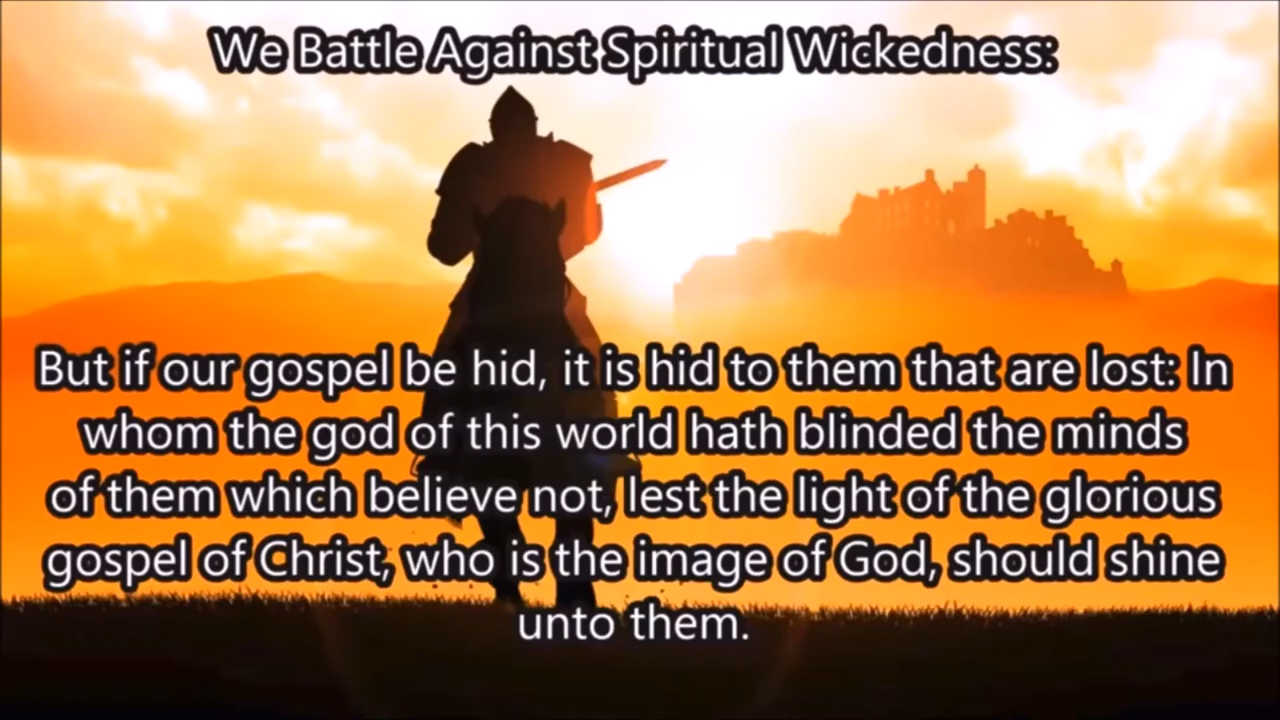 We Battle Against Spiritual Wickedness:
But if our gospel be hid, it is hid to them that are lost: In
whom the god of this world hath blinded the minds
of them which believe not, lest the light of the glorious
gospel of Christ, who is the image of God, should shine
unto them.